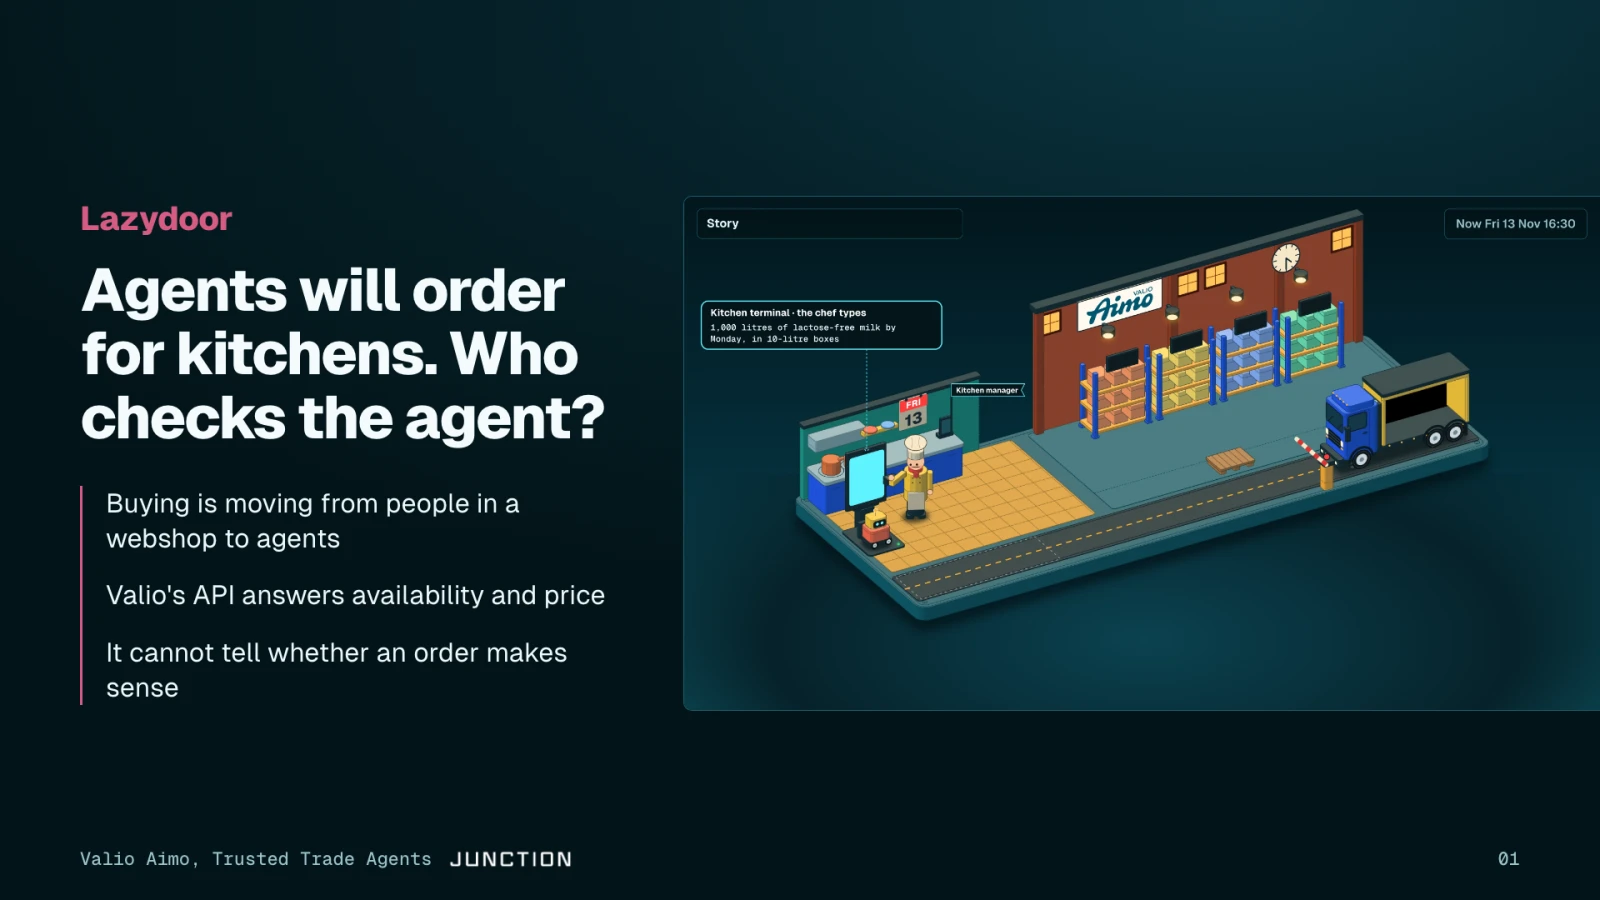 Lazydoor
Agents will order
for kitchens. Who
checks the agent?
Buying is moving from people in a
webshop to agents
Valio's API answers availability and price
It cannot tell whether an order makes
sense
Story
Now Fri 13 Nov 16:30
Kitchen terminal · the chef types
1,000 litres of lactose-free milk by
Monday, in 10-litre boxes
Kitchen manager
FRI
13
VALIO
Aimo
Valio Aimo, Trusted Trade Agents JUNCTION
01